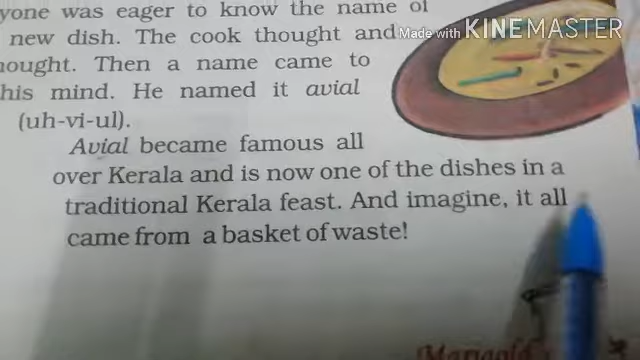 yone was eager to know the name of
new dish. The cook thought and
hought. Then a name came to
his mind. He named it avial
(uh-vi-ul).
Avial became famous all
over Kerala and is now one of the dishes in a
traditional Kerala feast. And imagine, it all
came from a basket of waste!
Made with KINEMASTER
Marigold